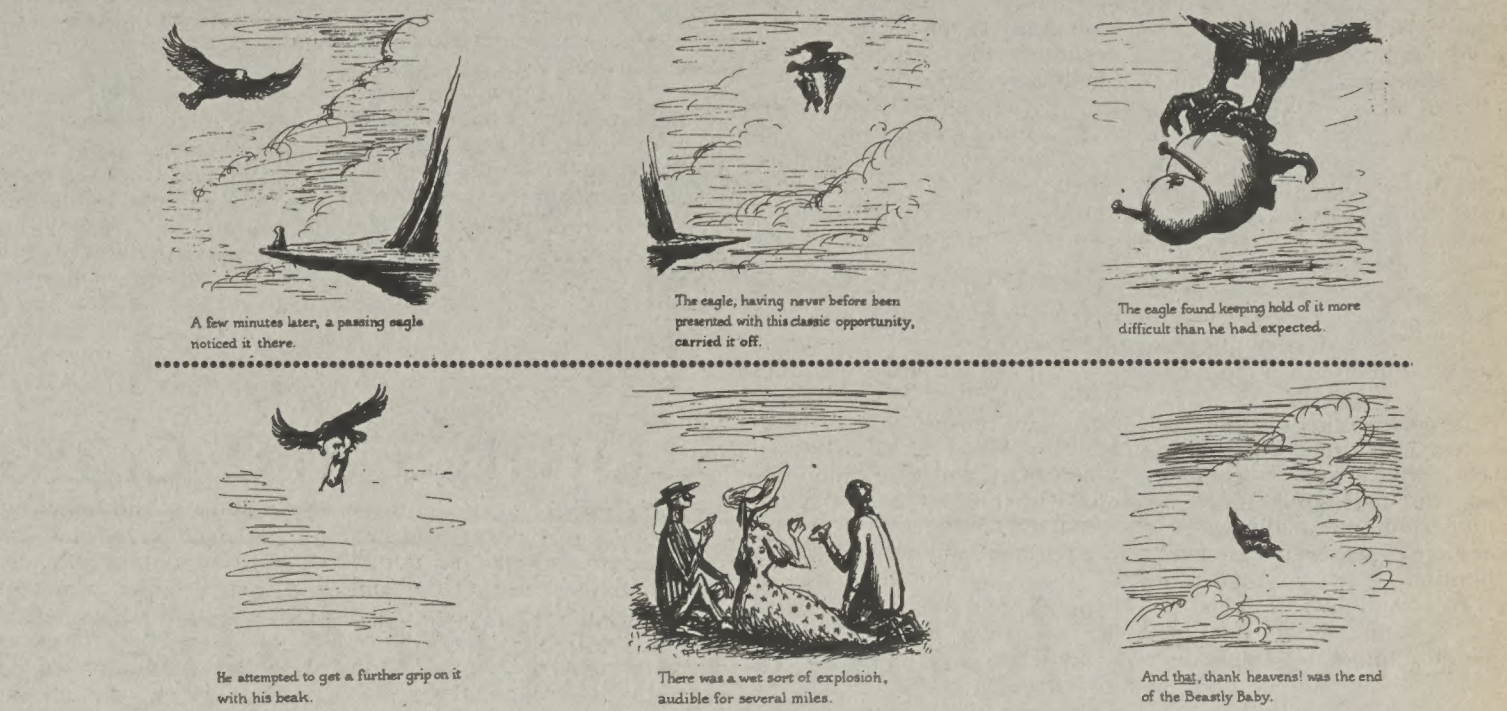 A few minutes later, a passing eagle
noticed it there.
The eagle, having never before been
presented with this classic opportunity,
carried it off.
The eagle found keeping hold of it more
difficult than he had expected.
He attempted to get a further grip on it
with his beak.
There was a wet sort of explosion,
audible for several miles.
And that, thank heavens! was the end
of the Beastly Baby.